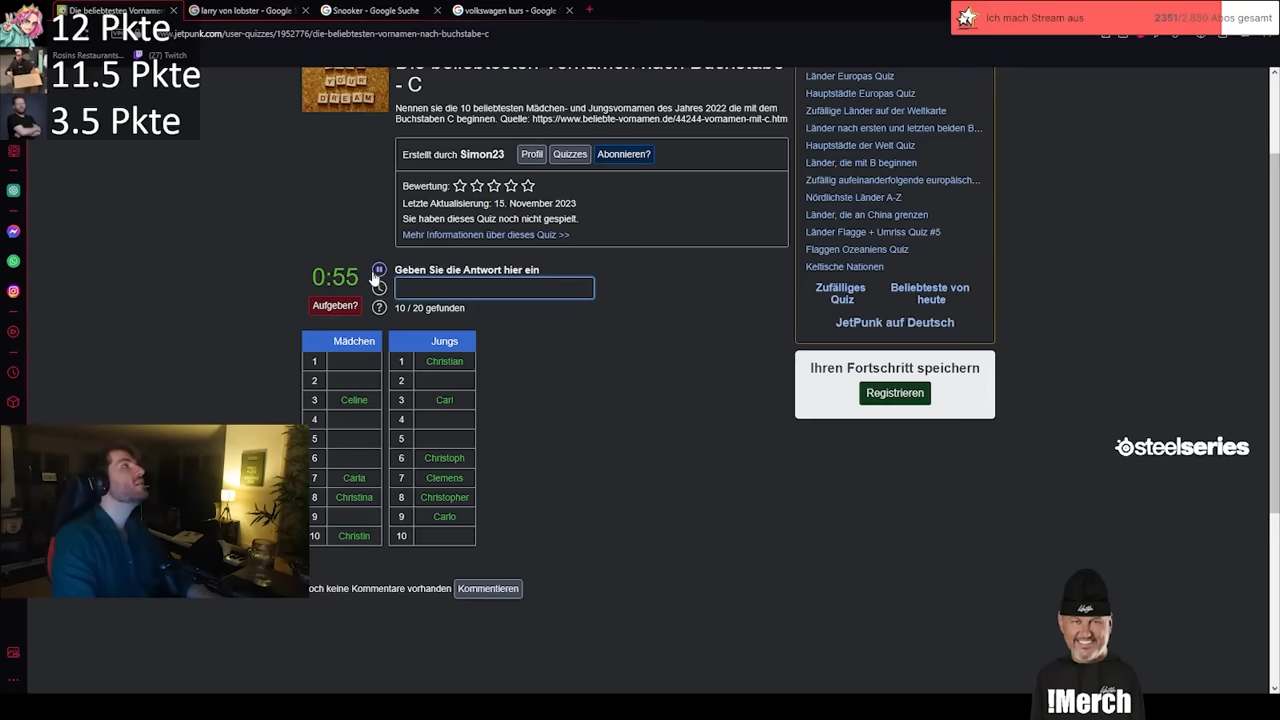 12 Pkte
11.5 Pkte
3.5 Pkte
Die beliebtesten Vornamen
larry von lobster - Google
Snooker - Google Suche
volkswagen kurs - Google
Ich mach Stream aus
2351/2.850 Abos gesamt
.jetpunk.com/user-quizzes/1952776/die-beliebtesten-vornamen-nach-buchstabe-c
Rosins Restaurants...
(27) Twitch
YOUR
DREAM
Die beliebtesten Vornamen nach Buchstabe
- C
Nennen sie die 10 beliebtesten Mädchen- und Jungsvornamen des Jahres 2022 die mit dem
Buchstaben C beginnen. Quelle: https://www.beliebte-vornamen.de/44244-vornamen-mit-c.htm
Erstellt durch Simon23
Profil
Quizzes
Abonnieren?
Bewertung:
Letzte Aktualisierung: 15. November 2023
Sie haben dieses Quiz noch nicht gespielt.
Mehr Informationen über dieses Quiz >>
0:55
Geben Sie die Antwort hier ein
Aufgeben?
?
10 / 20 gefunden
Mädchen
1
2
3 Celine
4
5
6
7 Carla
8 Christina
9
10 Christin
Jungs
1 Christian
2
3 Carl
4
5
6 Christoph
7 Clemens
8 Christopher
9 Carlo
10
och keine Kommentare vorhanden
Kommentieren
Länder Europas Quiz
Hauptstädte Europas Quiz
Zufällige Länder auf der Weltkarte
Länder nach ersten und letzten beiden B...
Hauptstädte der Welt Quiz
Länder, die mit B beginnen
Zufällig aufeinanderfolgende europäisch...
Nördlichste Länder A-Z
Länder, die an China grenzen
Länder Flagge + Umriss Quiz #5
Flaggen Ozeaniens Quiz
Keltische Nationen
Zufälliges
Quiz
Beliebteste von
heute
JetPunk auf Deutsch
Ihren Fortschritt speichern
Registrieren
steelseries
!Merch